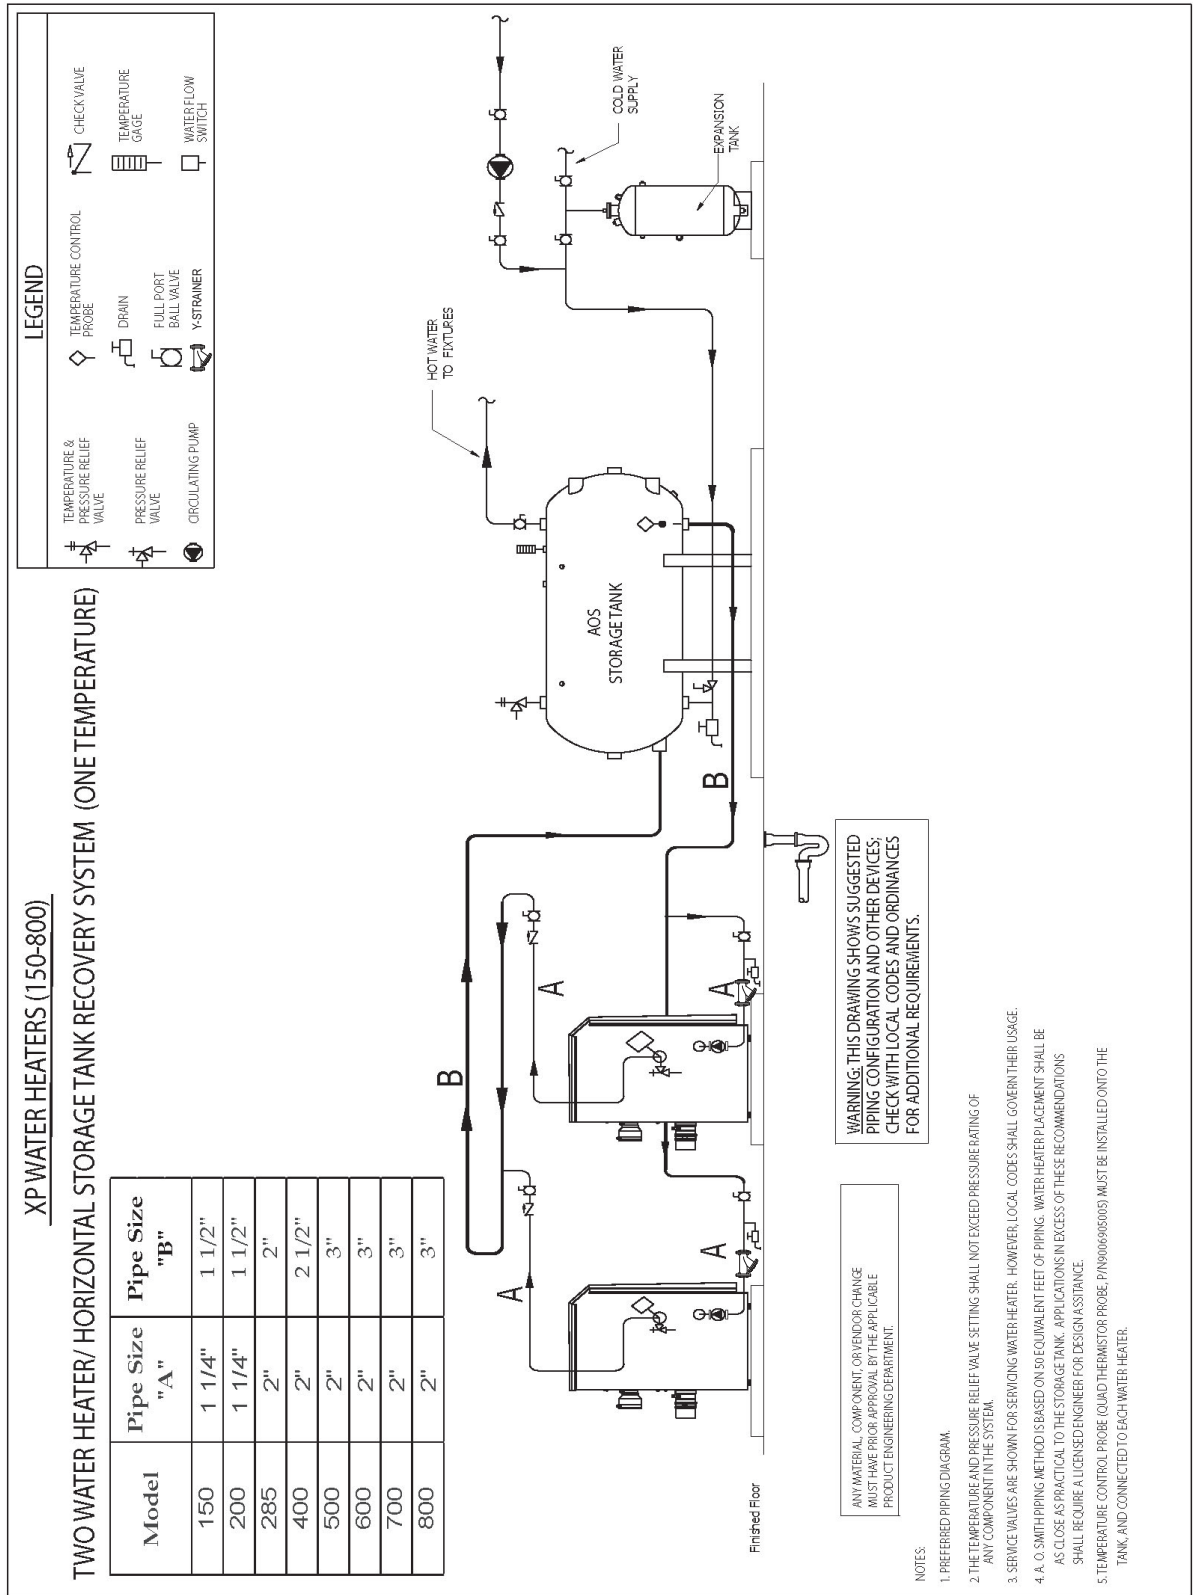 XP WATER HEATERS (150-800)
TWO WATER HEATER/ HORIZONTAL STORAGE TANK RECOVERY SYSTEM (ONE TEMPERATURE)
LEGEND
TEMPERATURE &
PRESSURE RELIEF
VALVE
PRESSURE RELIEF
VALVE
CIRCULATING PUMP
TEMPERATURE CONTROL
PROBE
DRAIN
FULL PORT
BALL VALVE
Y-STRAINER
CHECK VALVE
TEMPERATURE
GAGE
WATER FLOW
SWITCH
Model Pipe Size "A" Pipe Size "B"
150 1 1/4" 1 1/2"
200 1 1/4" 1 1/2"
285 2" 2"
400 2" 2 1/2"
500 2" 3"
600 2" 3"
700 2" 3"
800 2" 3"
HOT WATER
TO FIXTURES
COLD WATER
SUPPLY
EXPANSION
TANK
AOS
STORAGE TANK
B
B
A
A
A
A
Finished Floor
ANY MATERIAL, COMPONENT, OR VENDOR CHANGE
MUST HAVE PRIOR APPROVAL BY THE APPLICABLE
PRODUCT ENGINEERING DEPARTMENT.
WARNING: THIS DRAWING SHOWS SUGGESTED
PIPING CONFIGURATION AND OTHER DEVICES;
CHECK WITH LOCAL CODES AND ORDINANCES
FOR ADDITIONAL REQUIREMENTS.
NOTES:
1. PREFERRED PIPING DIAGRAM.
2. THE TEMPERATURE AND PRESSURE RELIEF VALVE SETTING SHALL NOT EXCEED PRESSURE RATING OF
ANY COMPONENT IN THE SYSTEM.
3. SERVICE VALVES ARE SHOWN FOR SERVICING WATER HEATER. HOWEVER, LOCAL CODES SHALL GOVERN THEIR USAGE.
4. A. O. SMITH PIPING METHOD IS BASED ON 50 EQUIVALENT FEET OF PIPING. WATER HEATER PLACEMENT SHALL BE
AS CLOSE AS PRACTICAL TO THE STORAGE TANK. APPLICATIONS IN EXCESS OF THESE RECOMMENDATIONS
SHALL REQUIRE A LICENSED ENGINEER FOR DESIGN ASSITANCE.
5. TEMPERATURE CONTROL PROBE (QUAD THERMISTOR PROBE, P/N9006905005) MUST BE INSTALLED ONTO THE
TANK, AND CONNECTED TO EACH WATER HEATER.